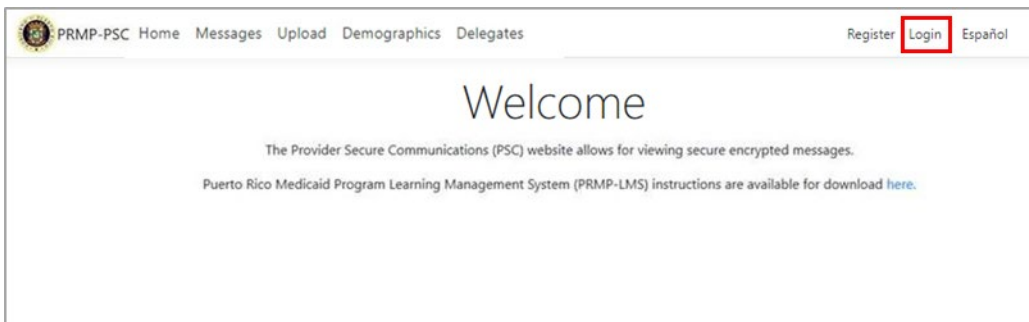 PRMP-PSC Home Messages Upload Demographics Delegates Register Login Español
Welcome
The Provider Secure Communications (PSC) website allows for viewing secure encrypted messages.
Puerto Rico Medicaid Program Learning Management System (PRMP-LMS) instructions are available for download here.